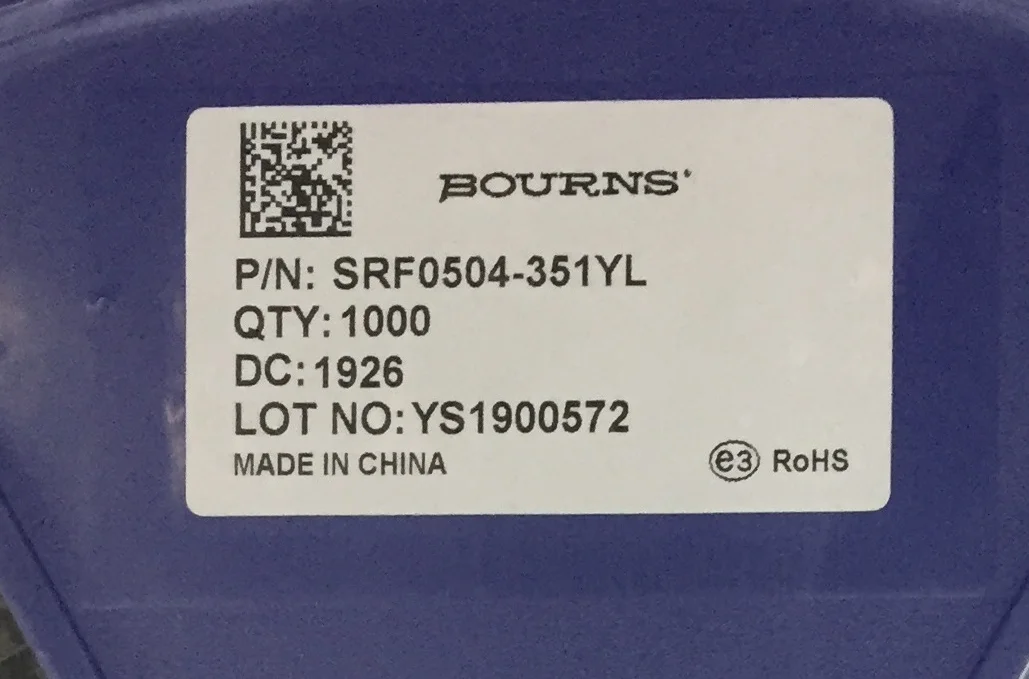 BOURNS®
P/N: SRF0504-351YL
QTY: 1000
DC: 1926
LOT NO: YS1900572
MADE IN CHINA
e3 RoHS